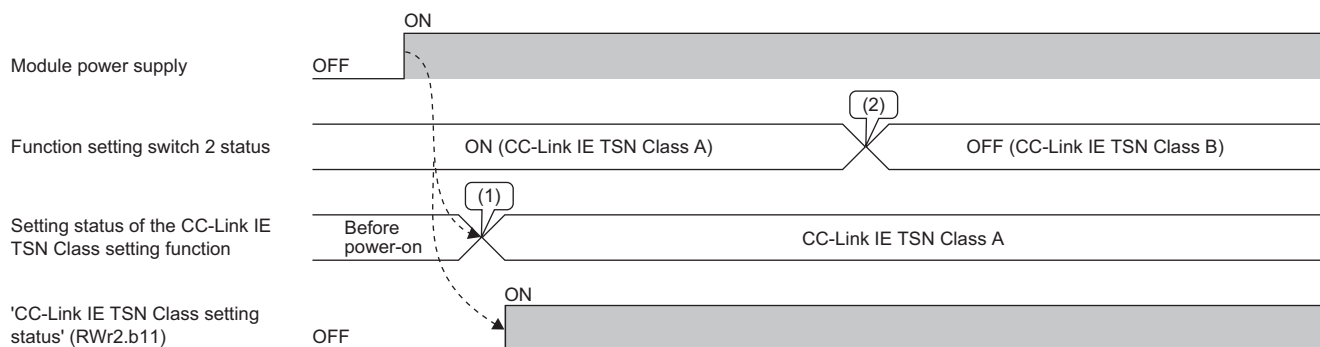 ON
Module power supply
OFF
(2)
Function setting switch 2 status
ON (CC-Link IE TSN Class A)
OFF (CC-Link IE TSN Class B)
(1)
Setting status of the CC-Link IE
TSN Class setting function
Before
power-on
CC-Link IE TSN Class A
ON
'CC-Link IE TSN Class setting
status' (RWr2.b11)
OFF